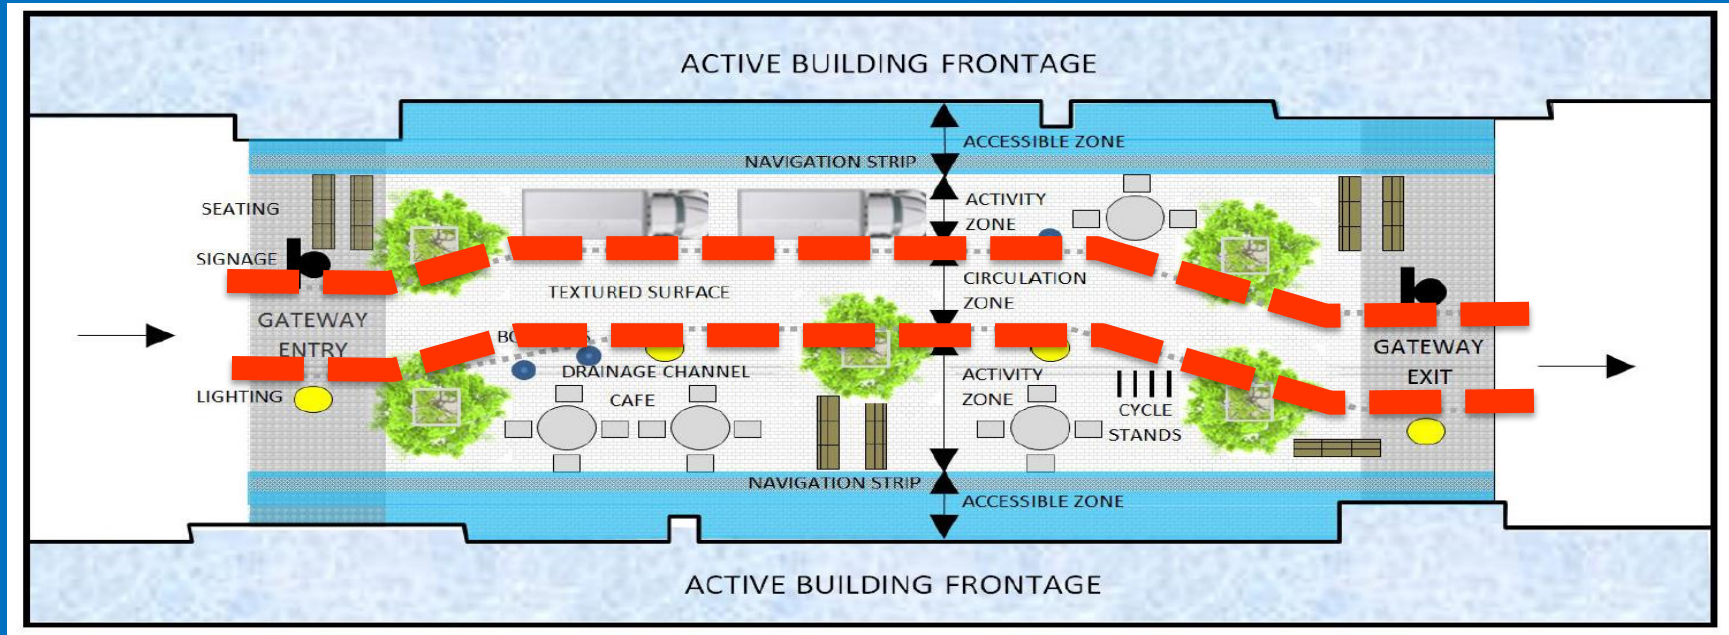 ACTIVE BUILDING FRONTAGE
ACCESSIBLE ZONE
NAVIGATION STRIP
SEATING
ACTIVITY
ZONE
SIGNAGE
CIRCULATION
ZONE
TEXTURED SURFACE
GATEWAY
ENTRY
GATEWAY
EXIT
DRAINAGE CHANNEL
ACTIVITY
ZONE
LIGHTING
CAFE
CYCLE
STANDS
NAVIGATION STRIP
ACCESSIBLE ZONE
ACTIVE BUILDING FRONTAGE